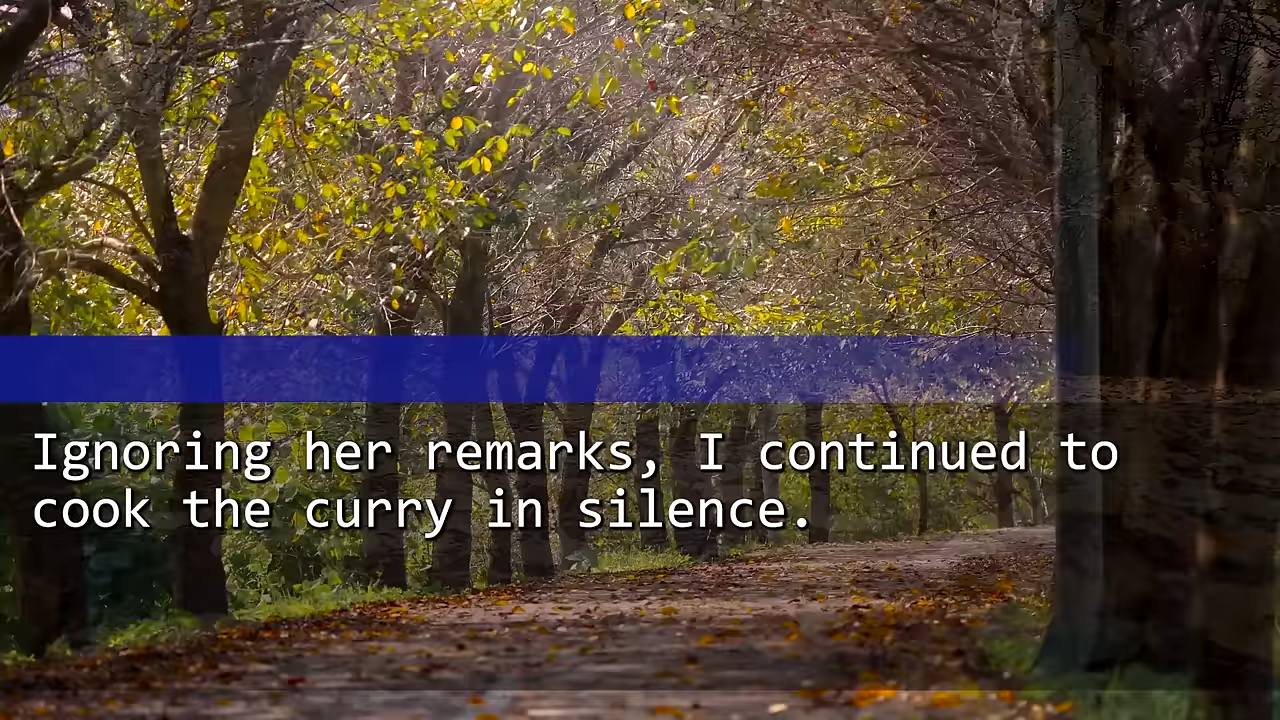 Ignoring her remarks, I continued to
cook the curry in silence.